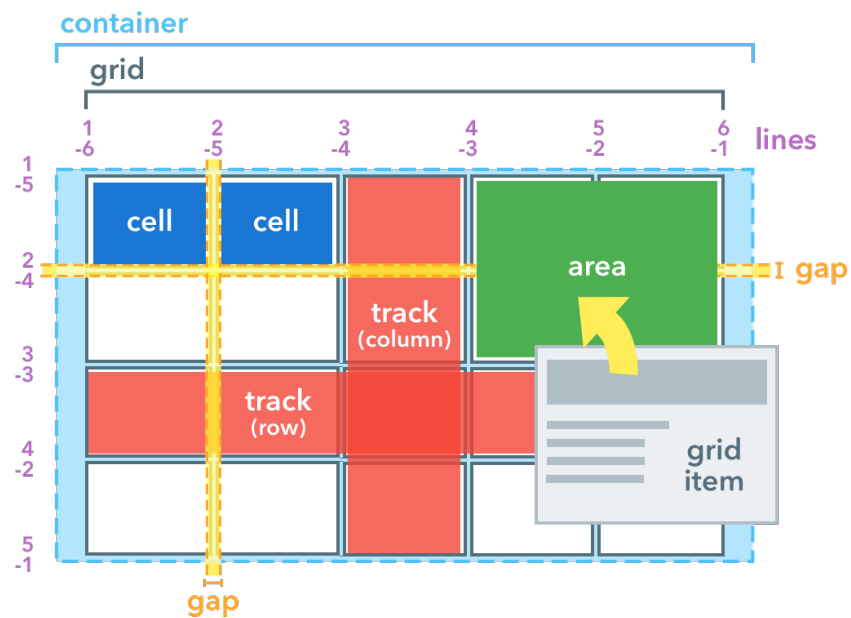 container
grid
1 2 3 4 5 6
-6 -5 -4 -3 -2 -1
lines
1
-5
cell cell
area
2
-4
gap
track
(column)
3
-3
track
(row)
4
-2
grid
item
5
-1
gap